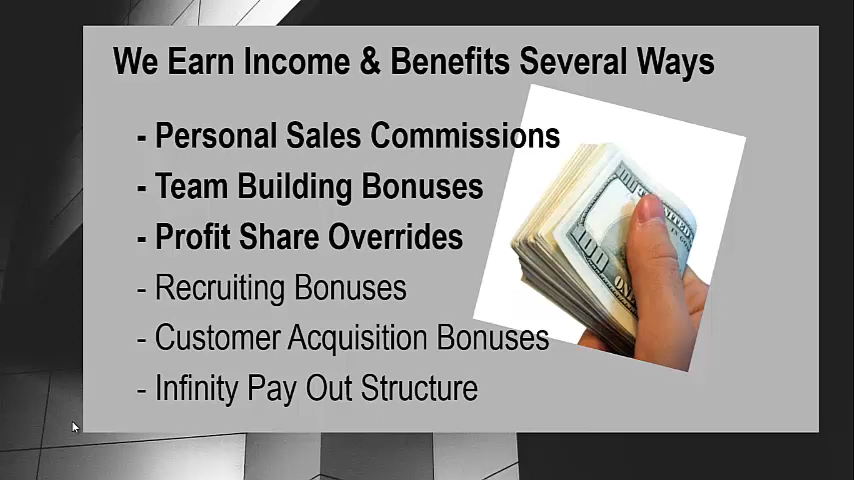 We Earn Income & Benefits Several Ways
- Personal Sales Commissions
- Team Building Bonuses
- Profit Share Overrides
- Recruiting Bonuses
- Customer Acquisition Bonuses
- Infinity Pay Out Structure
100